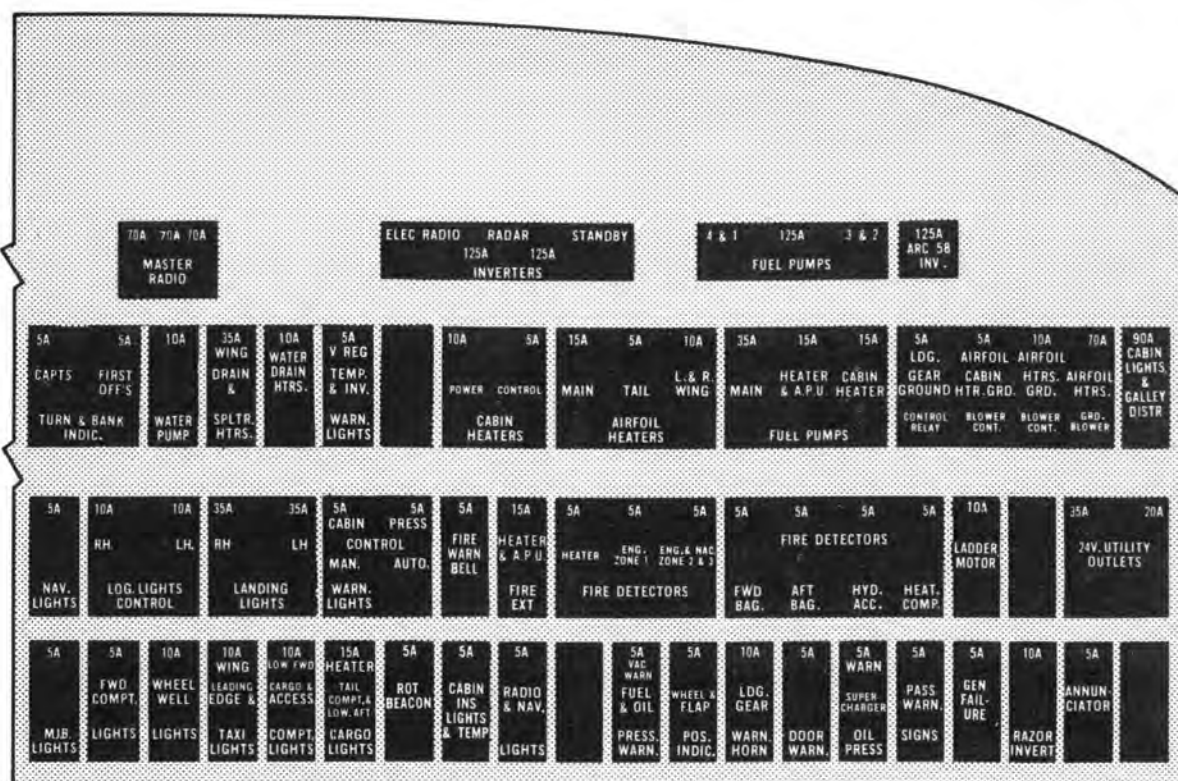 70A 70A 70A
MASTER
RADIO
ELEC RADIO RADAR STANDBY
125A 125A
INVERTERS
4 & 1 125A 3 & 2
FUEL PUMPS
125A
ARC 58
INV.
5A 5A
CAPTS FIRST
OFF'S
TURN & BANK
INDIC.
10A
WATER
PUMP
35A
WING
DRAIN
&
SPLTR.
HTRS.
10A
WATER
DRAIN
HTRS.
5A
V REG
TEMP.
& INV.
WARN.
LIGHTS
10A 5A
POWER CONTROL
CABIN
HEATERS
15A 5A 10A
L. & R.
MAIN TAIL WING
AIRFOIL
HEATERS
35A 15A 15A
HEATER CABIN
MAIN & A.P.U. HEATER
FUEL PUMPS
5A 5A 10A 70A
LDG. AIRFOIL AIRFOIL
GEAR CABIN HTRS. AIRFOIL
GROUND HTR.GRD. GRD. HTRS.
CONTROL BLOWER BLOWER GRD.
RELAY CONT. CONT. BLOWER
90A
CABIN
LIGHTS,
&
GALLEY
DISTR
5A
NAV.
LIGHTS
10A 10A
RH. LH.
LOG. LIGHTS
CONTROL
35A 35A
RH LH
LANDING
LIGHTS
5A 5A
CABIN PRESS
CONTROL
MAN. AUTO.
WARN.
LIGHTS
5A
FIRE
WARN
BELL
15A
HEATER
& A.P.U.
FIRE
EXT
5A 5A 5A
HEATER ENG. ENG.& NAC.
ZONE 1 ZONE 2 & 3
FIRE DETECTORS
5A 5A 5A 5A
FIRE DETECTORS
FWD AFT HYD. HEAT.
BAG. BAG. ACC. COMP.
10A
LADDER
MOTOR
35A 20A
24V. UTILITY
OUTLETS
5A
MJB.
LIGHTS
5A
FWD
COMPT.
LIGHTS
10A
WHEEL
WELL
LIGHTS
10A
WING
LEADING
EDGE &
TAXI
LIGHTS
10A
LOW FWD
CARGO &
ACCESS
COMPT.
LIGHTS
15A
HEATER
TAIL
COMPT.&
LOW. AFT
CARGO
LIGHTS
5A
ROT
BEACON
5A
CABIN
INS
LIGHTS
& TEMP
5A
RADIO
& NAV.
LIGHTS
5A
VAC
WARN
FUEL
& OIL
PRESS.
WARN.
5A
WHEEL &
FLAP
POS.
INDIC.
10A
LDG.
GEAR
WARN.
HORN
5A
DOOR
WARN.
5A
WARN
SUPER-
CHARGER
OIL
PRESS
5A
PASS
WARN.
SIGNS
5A
GEN
FAIL-
URE
10A
RAZOR
INVERT
5A
ANNUN-
CIATOR